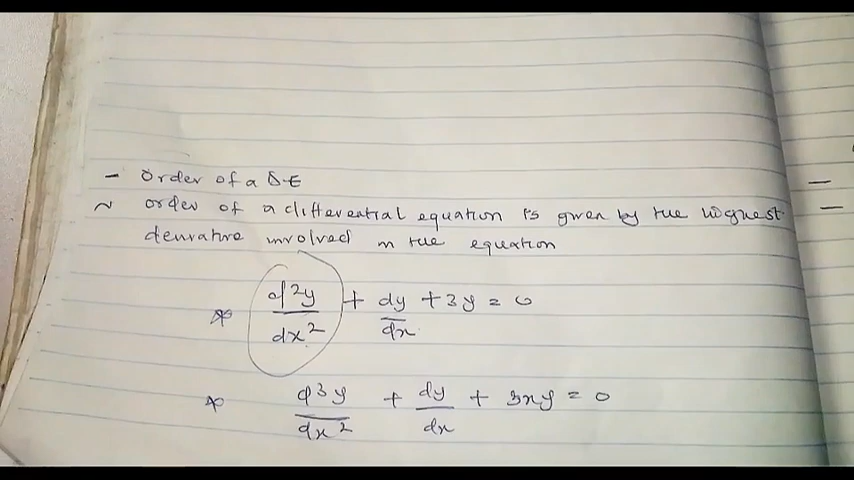 - order of a DE
~ order of a differential equation is given by the highest
derivative involved in the equation
* d²y/dx² + dy/dx + 3y = 0
* d³y/dx² + dy/dx + 3xy = 0